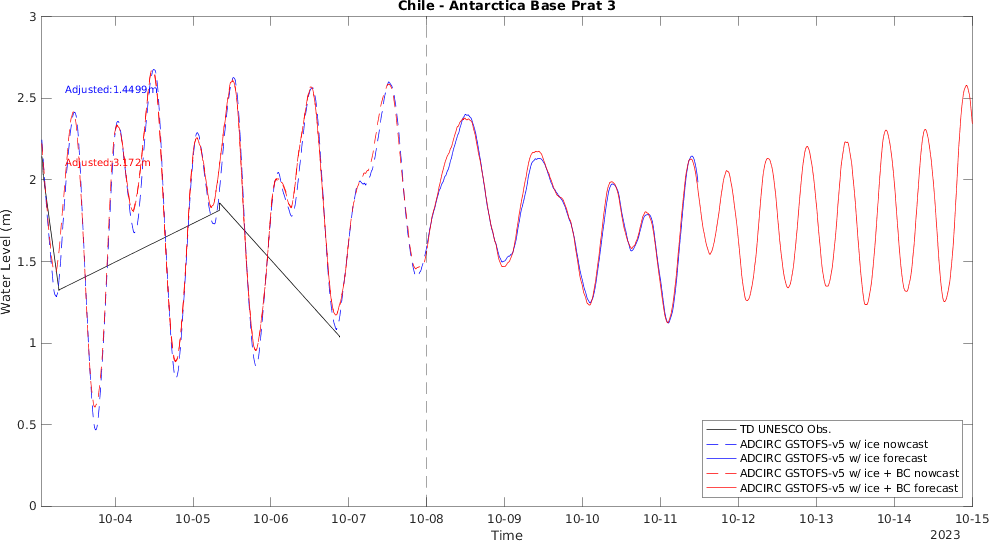 Chile - Antarctica Base Prat 3
3
2.5
2
1.5
1
0.5
0
Water Level (m)
Adjusted:1.4499m
Adjusted:3.172m
TD UNESCO Obs.
ADCIRC GSTOFS-v5 w/ ice nowcast
ADCIRC GSTOFS-v5 w/ ice forecast
ADCIRC GSTOFS-v5 w/ ice + BC nowcast
ADCIRC GSTOFS-v5 w/ ice + BC forecast
10-04 10-05 10-06 10-07 10-08 10-09 10-10 10-11 10-12 10-13 10-14 10-15
Time
2023